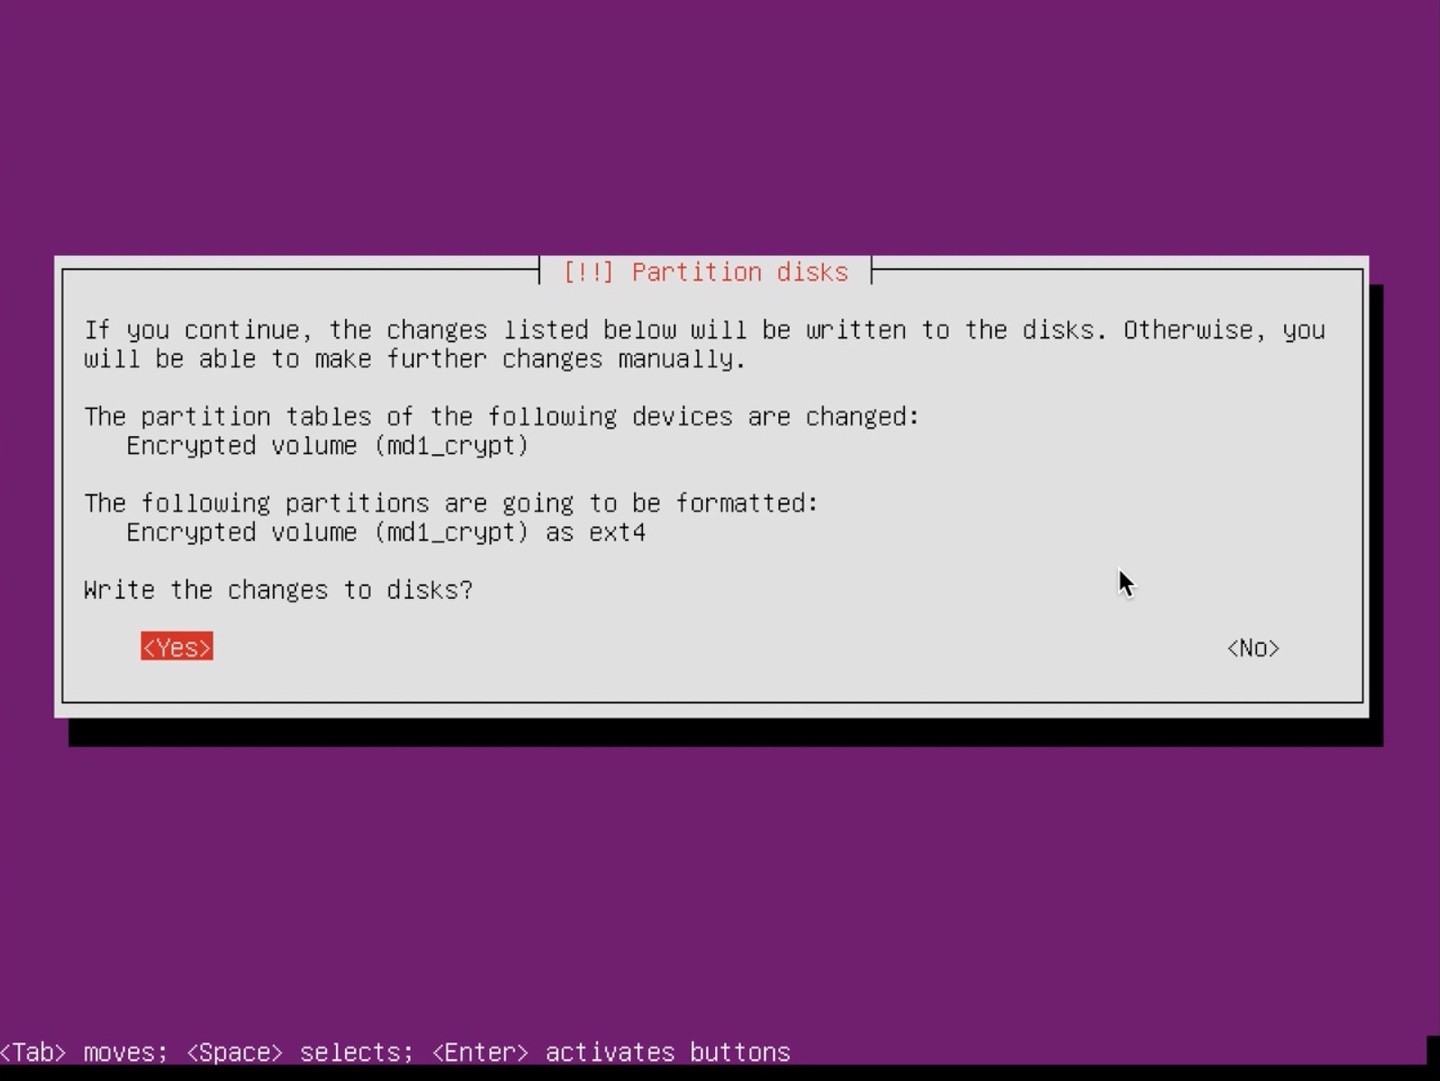 [!!] Partition disks
If you continue, the changes listed below will be written to the disks. Otherwise, you
will be able to make further changes manually.
The partition tables of the following devices are changed:
Encrypted volume (md1_crypt)
The following partitions are going to be formatted:
Encrypted volume (md1_crypt) as ext4
Write the changes to disks?
<Yes> <No>
<Tab> moves; <Space> selects; <Enter> activates buttons